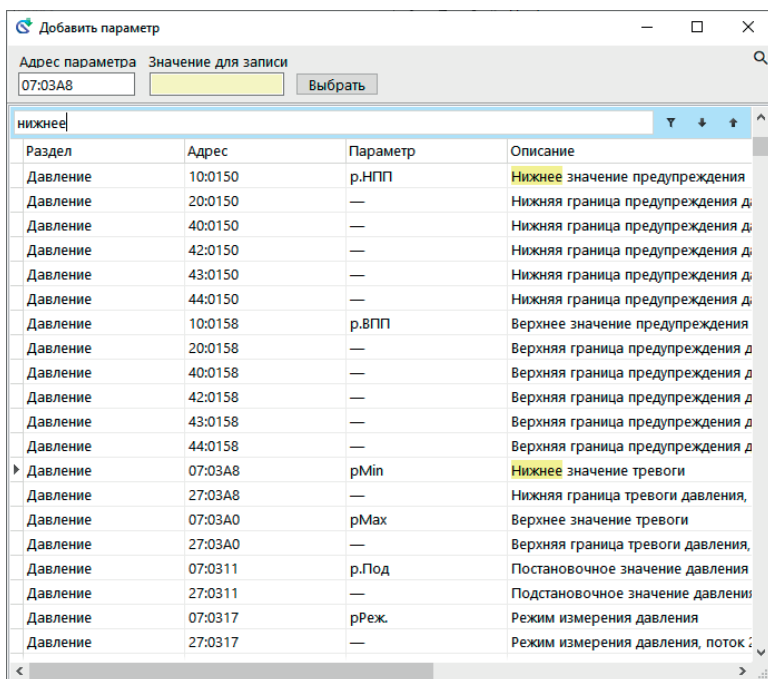 Добавить параметр
Адрес параметра Значение для записи
07:03A8 Выбрать
нижнее
Раздел Адрес Параметр Описание
Давление 10:0150 р.НПП Нижнее значение предупреждения
Давление 20:0150 — Нижняя граница предупреждения да
Давление 40:0150 — Нижняя граница предупреждения да
Давление 42:0150 — Нижняя граница предупреждения да
Давление 43:0150 — Нижняя граница предупреждения да
Давление 44:0150 — Нижняя граница предупреждения да
Давление 10:0158 р.ВПП Верхнее значение предупреждения
Давление 20:0158 — Верхняя граница предупреждения д
Давление 40:0158 — Верхняя граница предупреждения д
Давление 42:0158 — Верхняя граница предупреждения д
Давление 43:0158 — Верхняя граница предупреждения д
Давление 44:0158 — Верхняя граница предупреждения д
Давление 07:03A8 pMin Нижнее значение тревоги
Давление 27:03A8 — Нижняя граница тревоги давления,
Давление 07:03A0 pMax Верхнее значение тревоги
Давление 27:03A0 — Верхняя граница тревоги давления,
Давление 07:0311 р.Под Постановочное значение давления
Давление 27:0311 — Подстановочное значение давления
Давление 07:0317 рРеж. Режим измерения давления
Давление 27:0317 — Режим измерения давления, поток 2